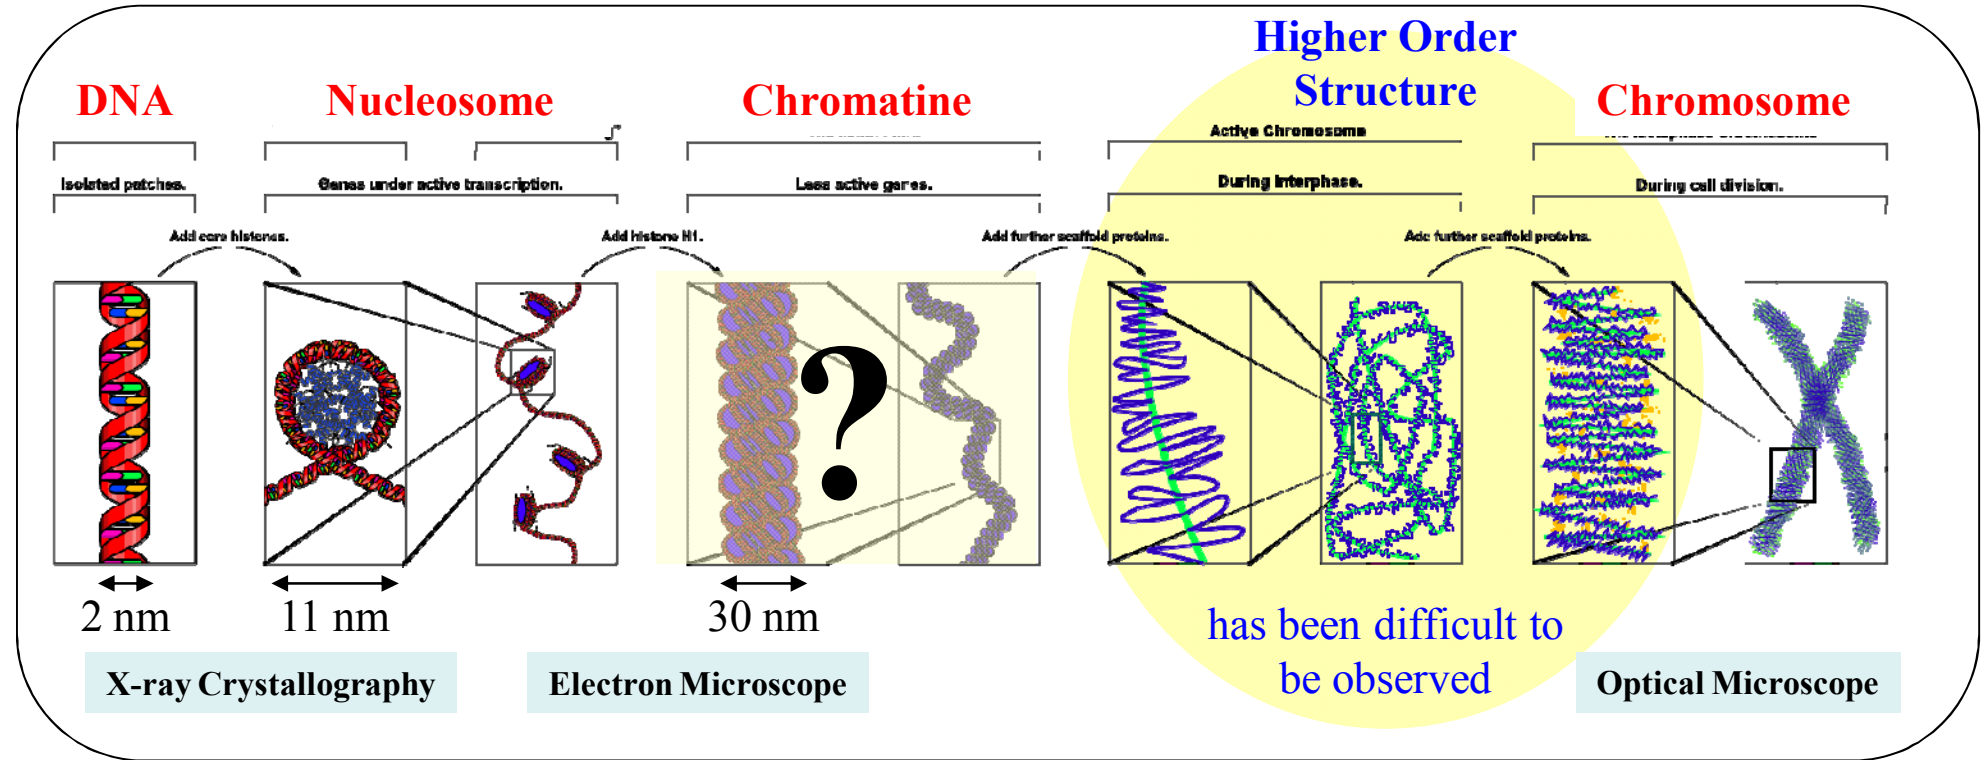 Higher Order
Structure
DNA
Nucleosome
Chromatine
Chromosome
Active Chromosome
Isolated patches.
Genes under active transcription.
Less active genes.
During interphase.
During cell division.
Add core histones.
Add histone H1.
Add further scaffold proteins.
Add further scaffold proteins.
?
2 nm
11 nm
30 nm
has been difficult to
be observed
X-ray Crystallography
Electron Microscope
Optical Microscope